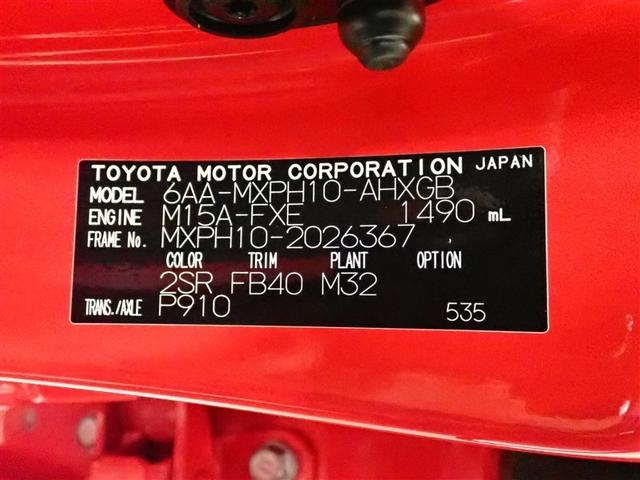 TOYOTA MOTOR CORPORATION JAPAN
MODEL 6AA-MXPH10-AHXGB
ENGINE M15A-FXE 1490 mL
FRAME No. MXPH10-2026367
COLOR TRIM PLANT OPTION
2SR FB40 M32
TRANS./AXLE P910 535